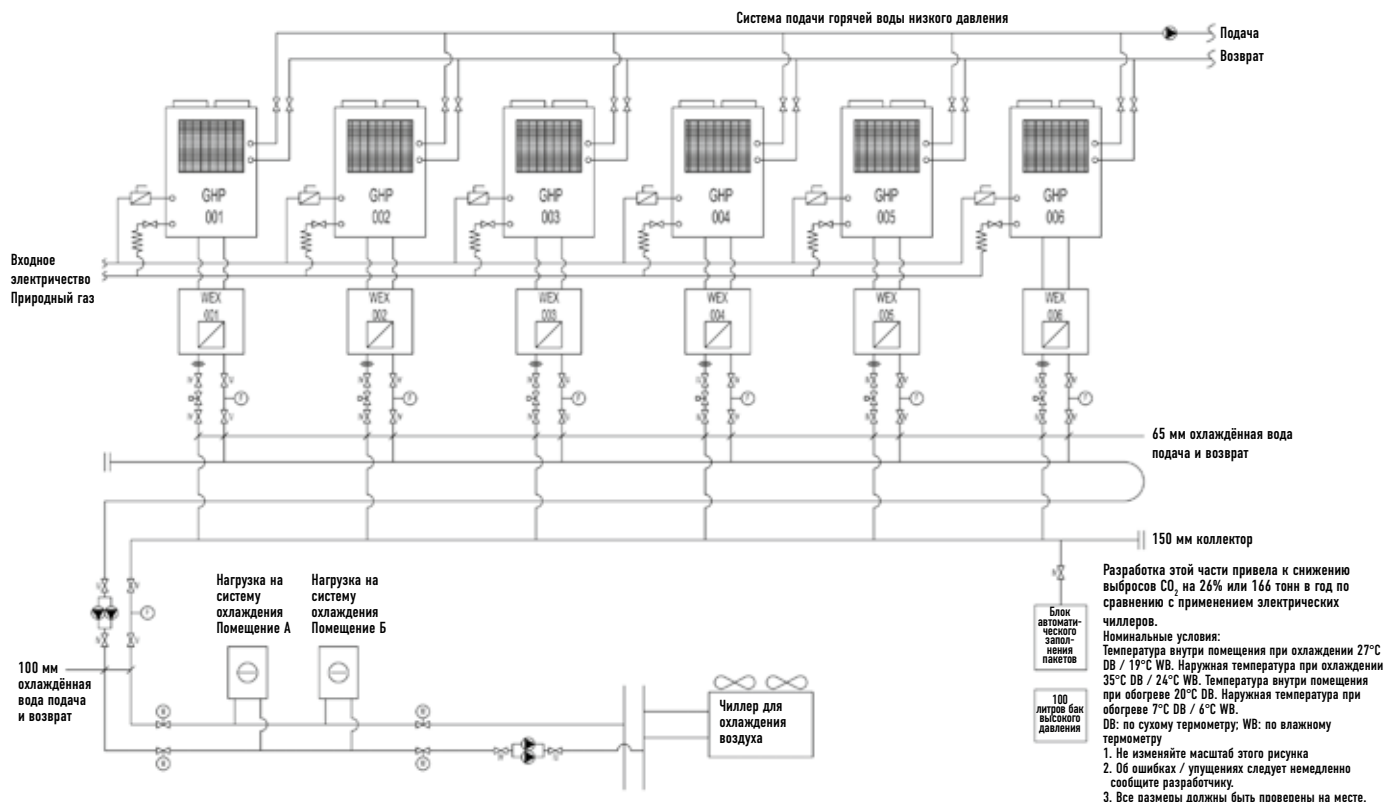 Система подачи горячей воды низкого давления
Подача
Возврат
GHP
001
GHP
002
GHP
003
GHP
004
GHP
005
GHP
006
Входное
электричество
Природный газ
WEX
001
WEX
002
WEX
003
WEX
004
WEX
005
WEX
006
65 мм охлаждённая вода
подача и возврат
150 мм коллектор
Нагрузка на
систему
охлаждения
Помещение А
Нагрузка на
систему
охлаждения
Помещение Б
100 мм
охлаждённая
вода подача
и возврат
Чиллер для
охлаждения
воздуха
Блок
автомати-
ческого
запол-
нения
пакетов
100
литров бак
высокого
давления
Разработка этой части привела к снижению
выбросов CO₂ на 26% или 166 тонн в год по
сравнению с применением электрических
чиллеров.
Номинальные условия:
Температура внутри помещения при охлаждении 27°C
DB / 19°C WB. Наружная температура при охлаждении
35°C DB / 24°C WB. Температура внутри помещения
при обогреве 20°C DB. Наружная температура при
обогреве 7°C DB / 6°C WB.
DB: по сухому термометру; WB: по влажному
термометру
1. Не изменяйте масштаб этого рисунка
2. Об ошибках / упущениях следует немедленно
сообщите разработчику.
3. Все размеры должны быть проверены на месте.